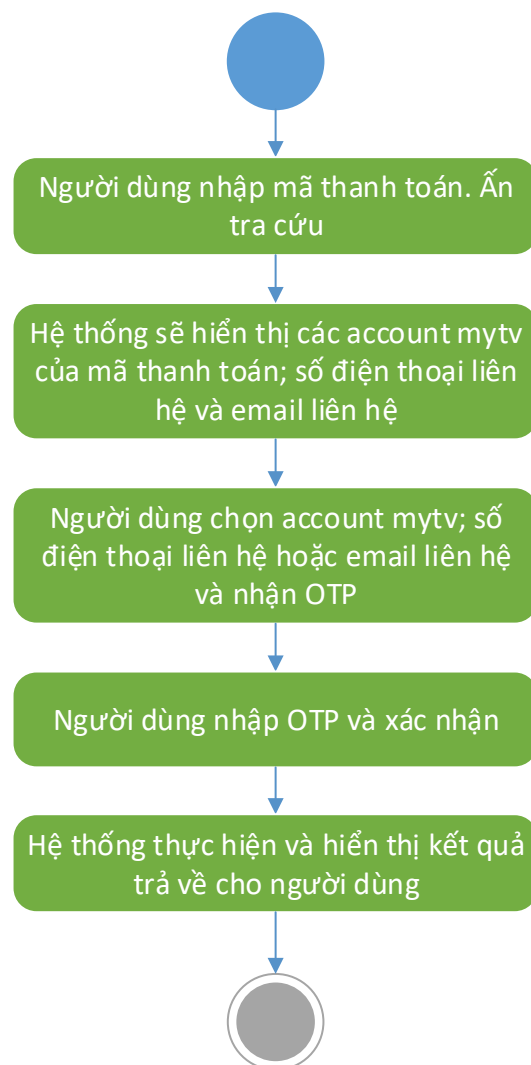 Người dùng nhập mã thanh toán. Ấn
tra cứu
Hệ thống sẽ hiển thị các account mytv
của mã thanh toán; số điện thoại liên
hệ và email liên hệ
Người dùng chọn account mytv; số
điện thoại liên hệ hoặc email liên hệ
và nhận OTP
Người dùng nhập OTP và xác nhận
Hệ thống thực hiện và hiển thị kết quả
trả về cho người dùng